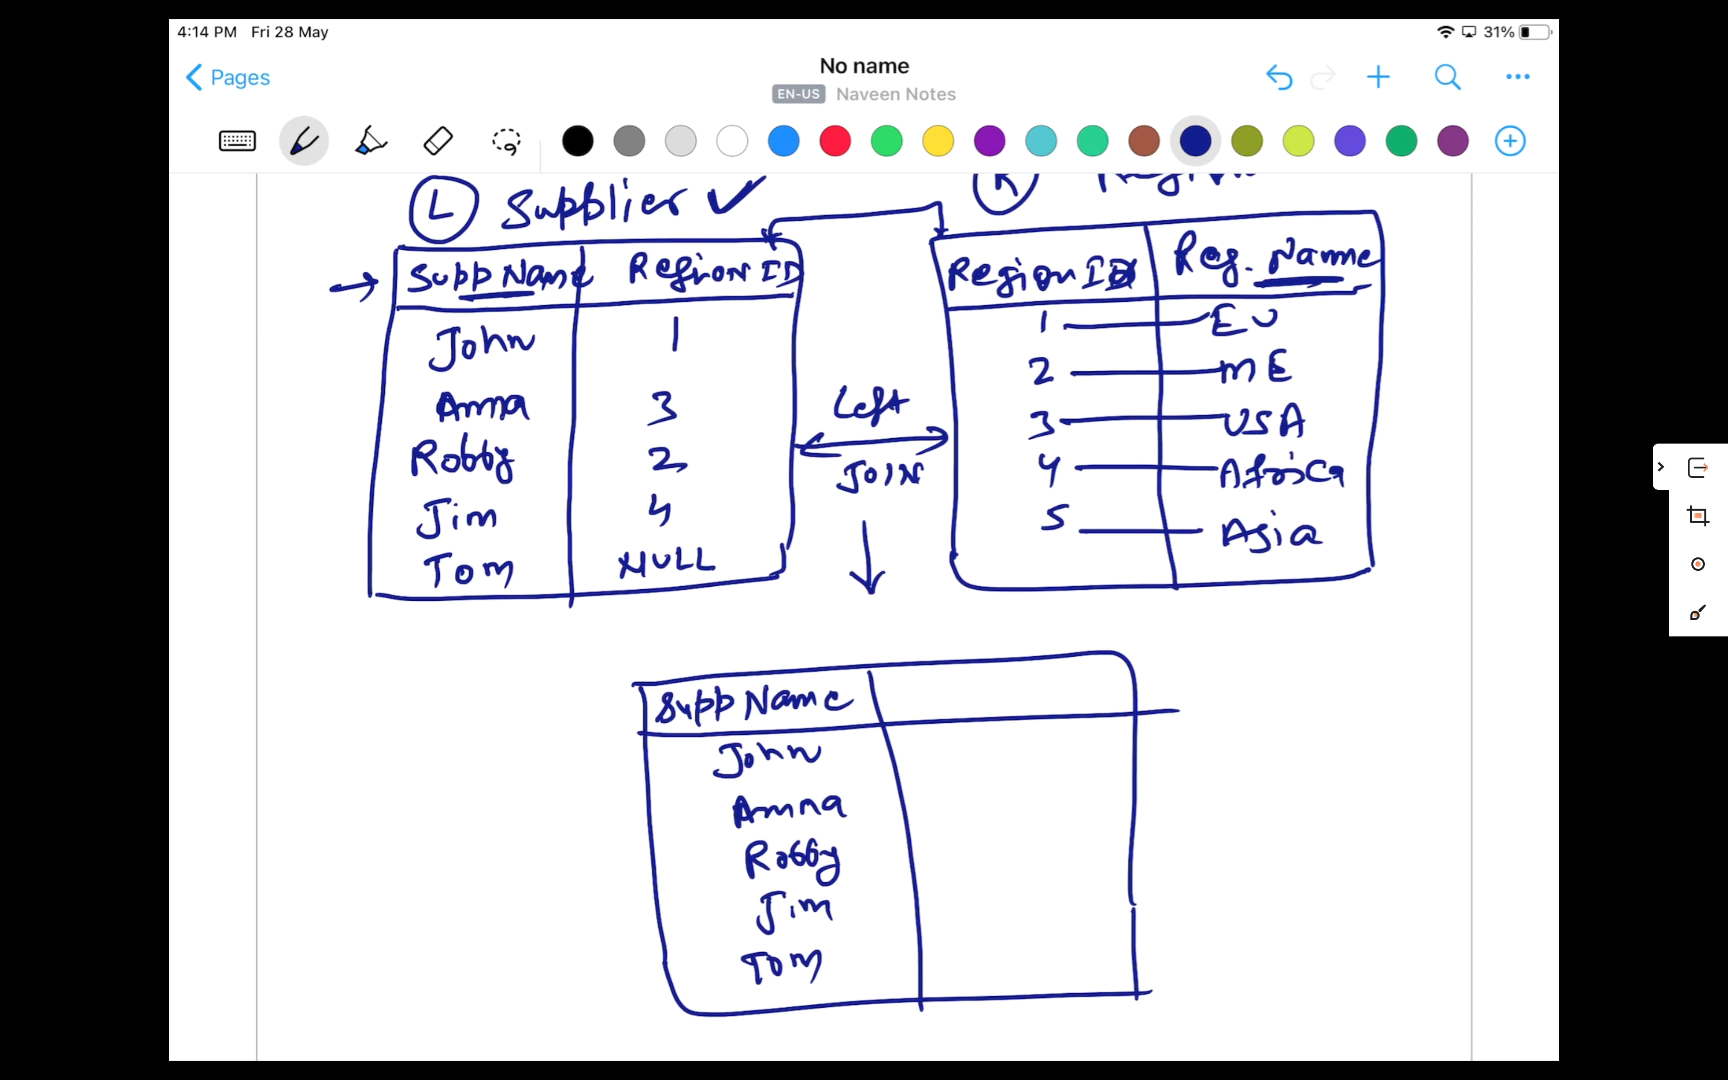 4:14 PM Fri 28 May
31%
Pages
No name
EN-US Naveen Notes
L Supplier
R
Supp Name Region ID
John 1
Anna 3
Robby 2
Jim 4
Tom NULL
Left
JOIN
Region ID Reg. Name
1 EU
2 ME
3 USA
4 Africa
5 Asia
Supp Name
John
Anna
Robby
Jim
Tom